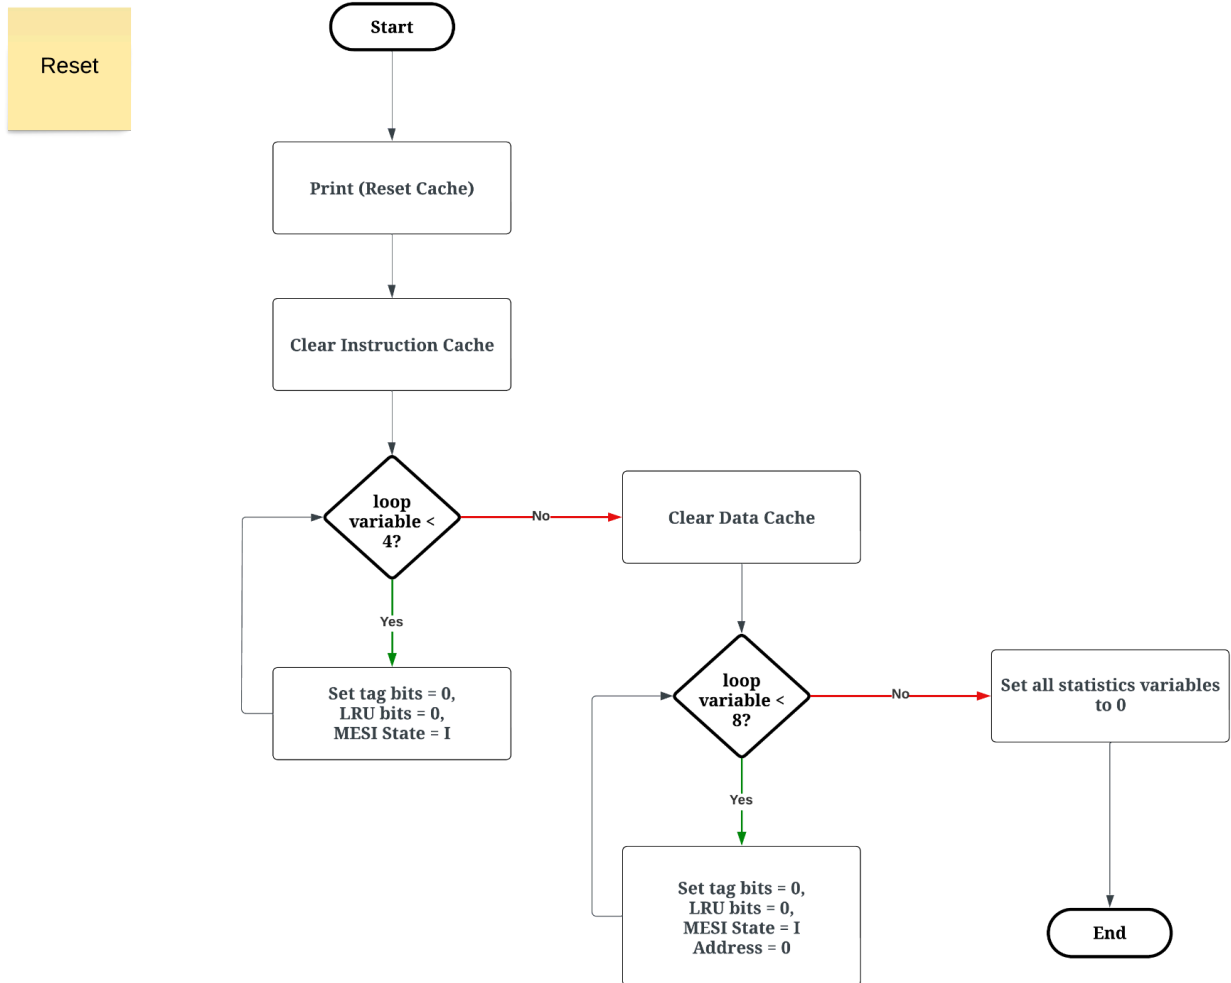 Reset
Start
Print (Reset Cache)
Clear Instruction Cache
loop
variable <
4?
No
Clear Data Cache
Yes
Set tag bits = 0,
LRU bits = 0,
MESI State = I
loop
variable <
8?
No
Set all statistics variables
to 0
Yes
Set tag bits = 0,
LRU bits = 0,
MESI State = I
Address = 0
End